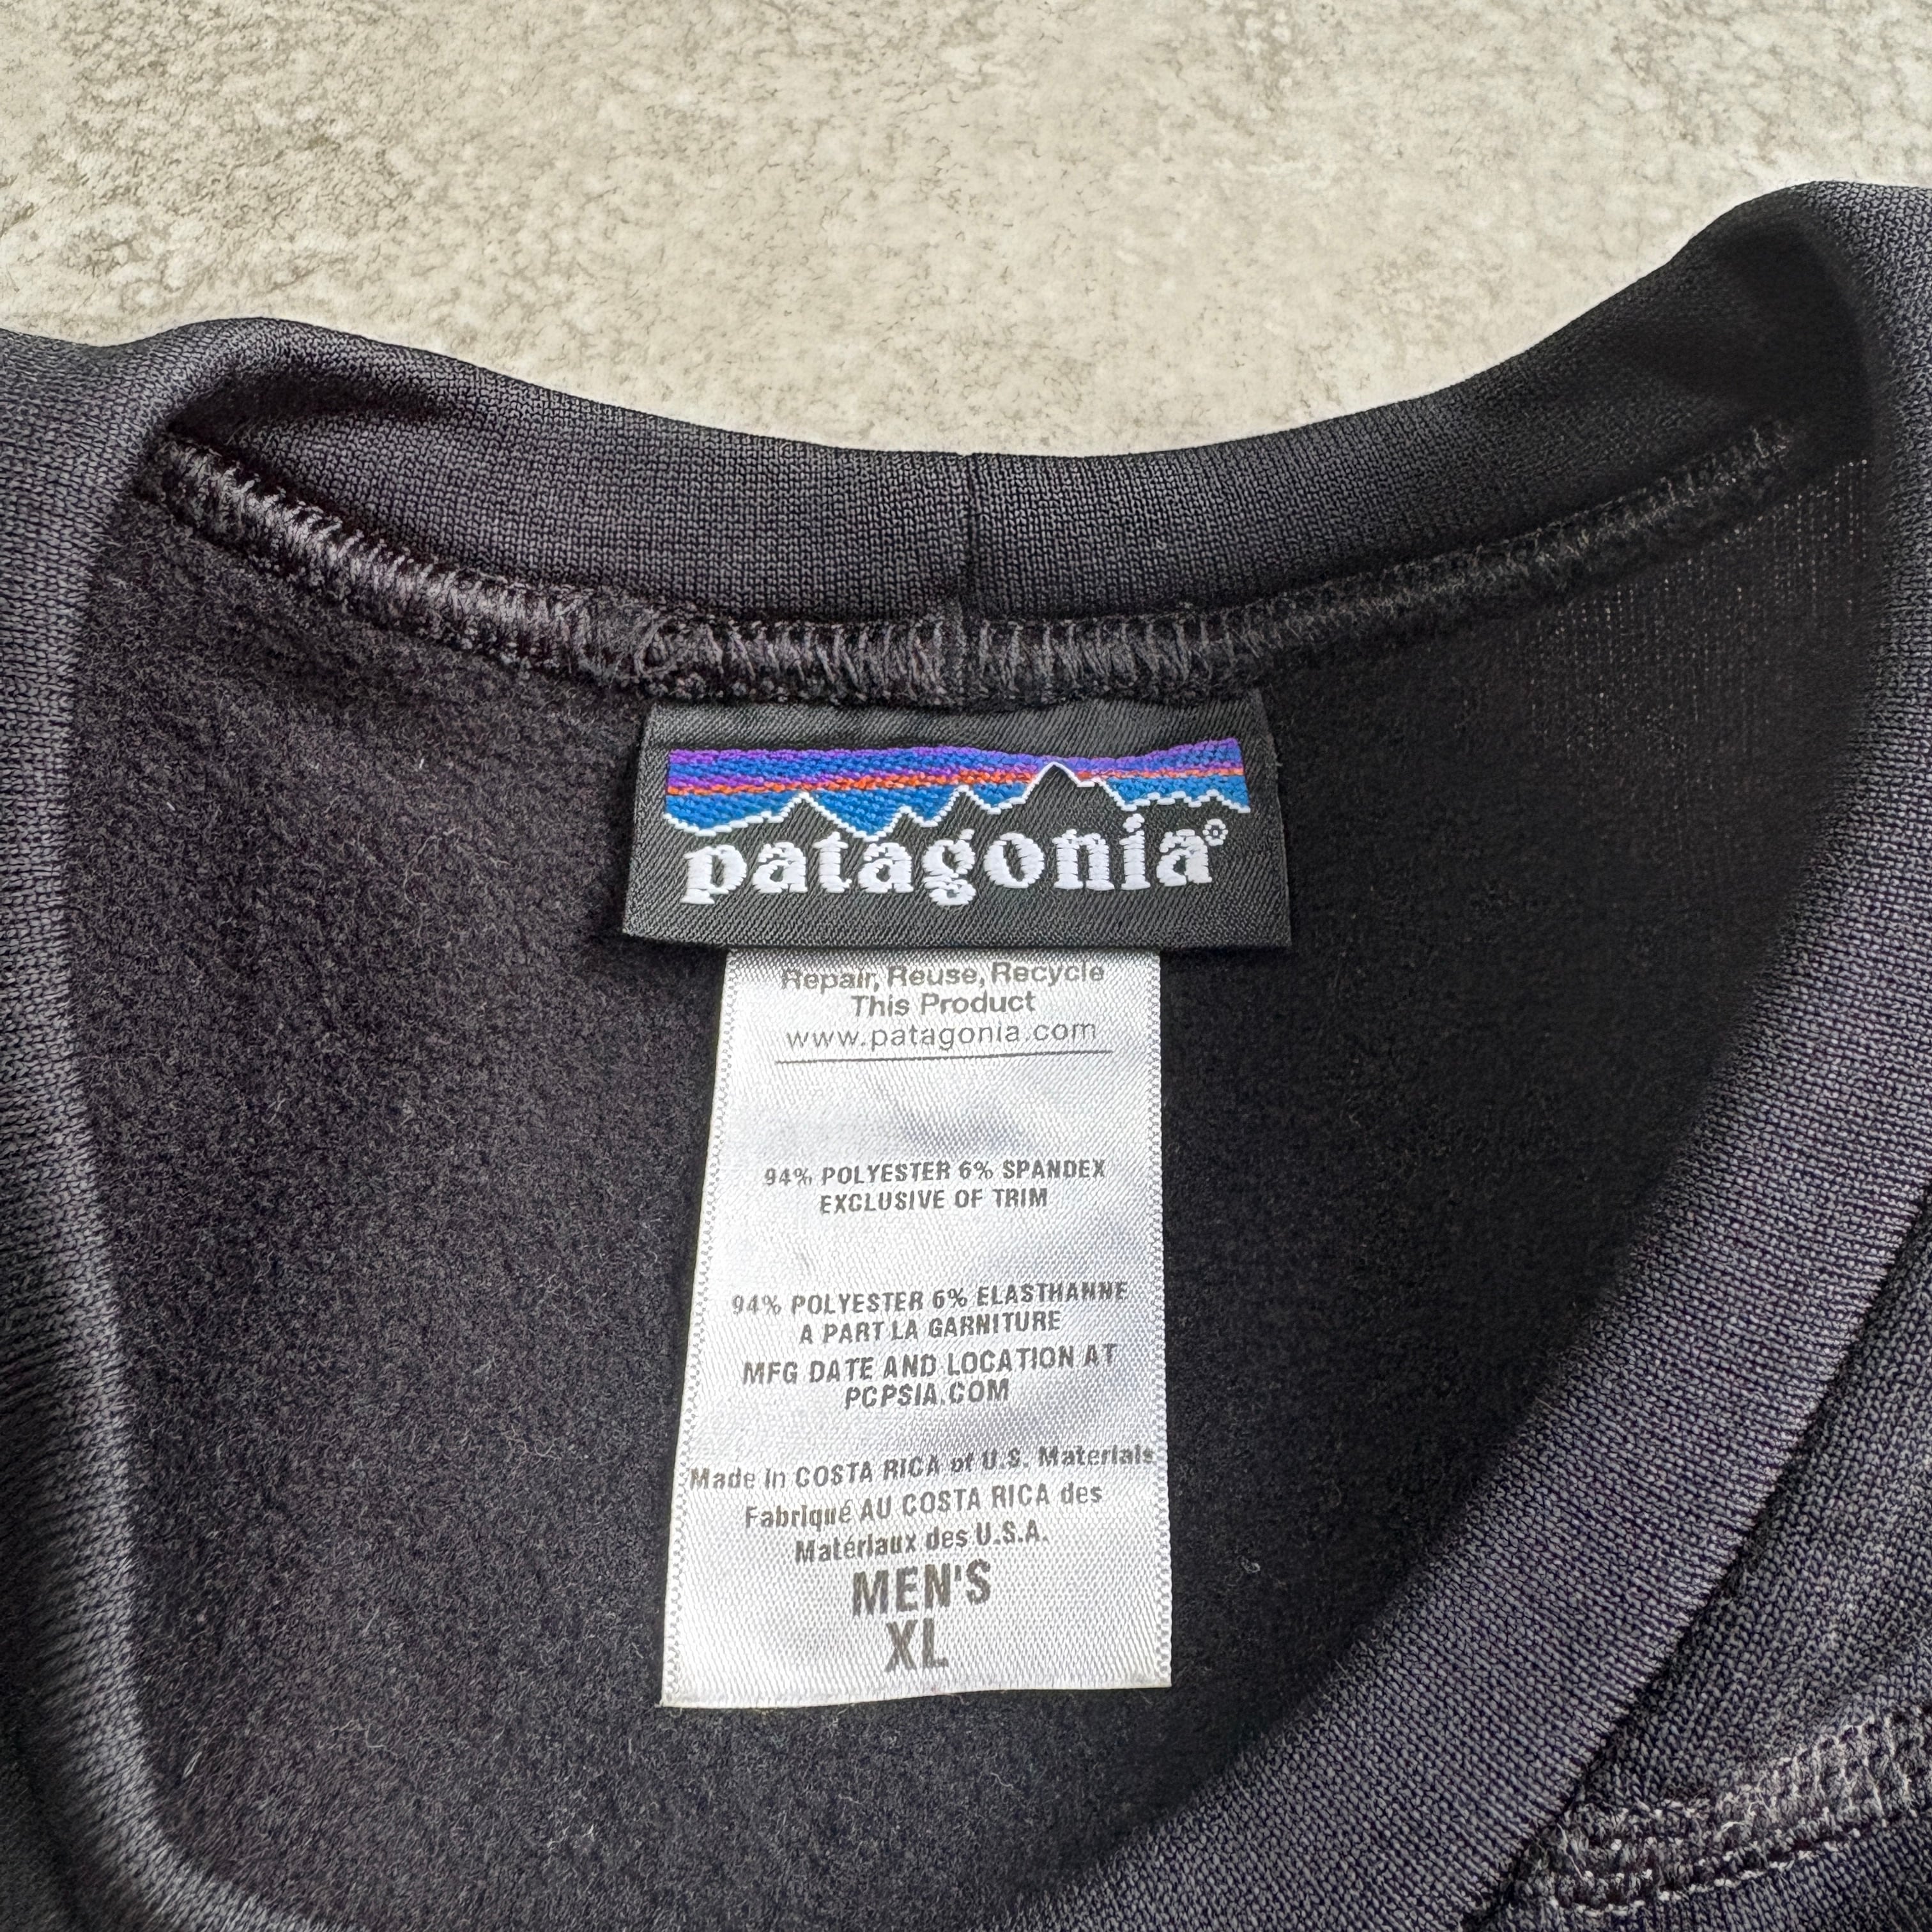 patagonia®
Repair, Reuse, Recycle
This Product
www.patagonia.com
94% POLYESTER 6% SPANDEX
EXCLUSIVE OF TRIM
94% POLYESTER 6% ELASTHANNE
A PART LA GARNITURE
MFG DATE AND LOCATION AT
PCPSIA.COM
Made in COSTA RICA of U.S. Materials
Fabriqué AU COSTA RICA des
Matériaux des U.S.A.
MEN'S
XL